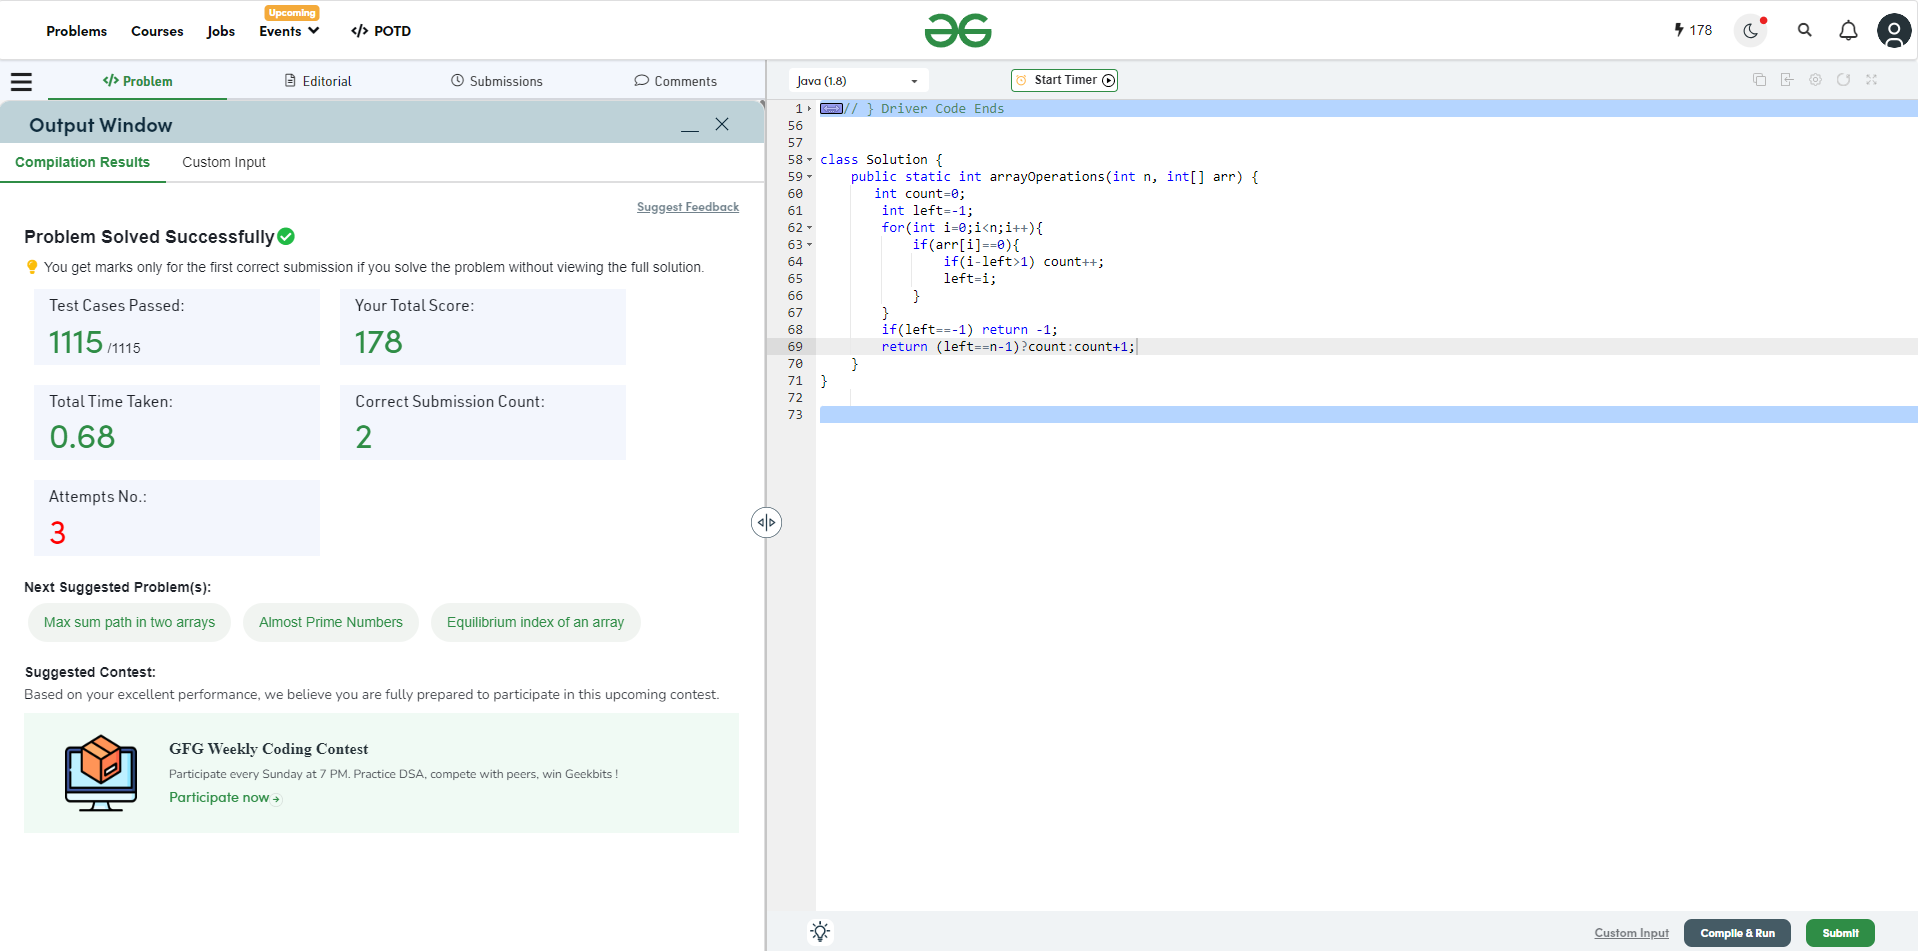 Upcoming
Problems Courses Jobs Events </> POTD
178
</> Problem Editorial Submissions Comments
Java (1.8) Start Timer
Output Window
Compilation Results Custom Input
Suggest Feedback
Problem Solved Successfully
You get marks only for the first correct submission if you solve the problem without viewing the full solution.
Test Cases Passed:
1115 /1115
Your Total Score:
178
Total Time Taken:
0.68
Correct Submission Count:
2
Attempts No.:
3
Next Suggested Problem(s):
Max sum path in two arrays Almost Prime Numbers Equilibrium index of an array
Suggested Contest:
Based on your excellent performance, we believe you are fully prepared to participate in this upcoming contest.
GFG Weekly Coding Contest
Participate every Sunday at 7 PM. Practice DSA, compete with peers, win Geekbits !
Participate now
1 // } Driver Code Ends
56
57
58 class Solution {
59 public static int arrayOperations(int n, int[] arr) {
60 int count=0;
61 int left=-1;
62 for(int i=0;i<n;i++){
63 if(arr[i]==0){
64 if(i-left>1) count++;
65 left=i;
66 }
67 }
68 if(left==-1) return -1;
69 return (left==n-1)?count:count+1;
70 }
71 }
72
73
Custom Input Compile & Run Submit